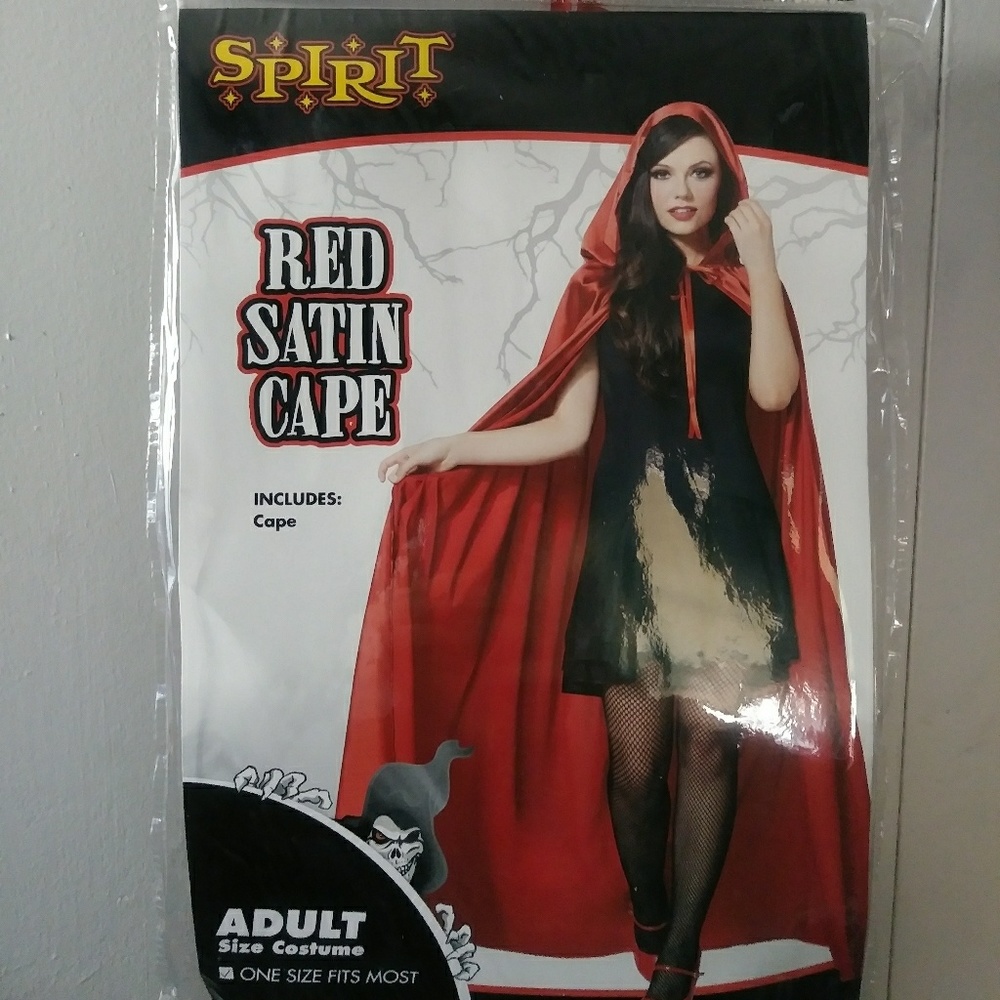 SPIRIT
RED
SATIN
CAPE
INCLUDES:
Cape
ADULT
Size Costume
ONE SIZE FITS MOST